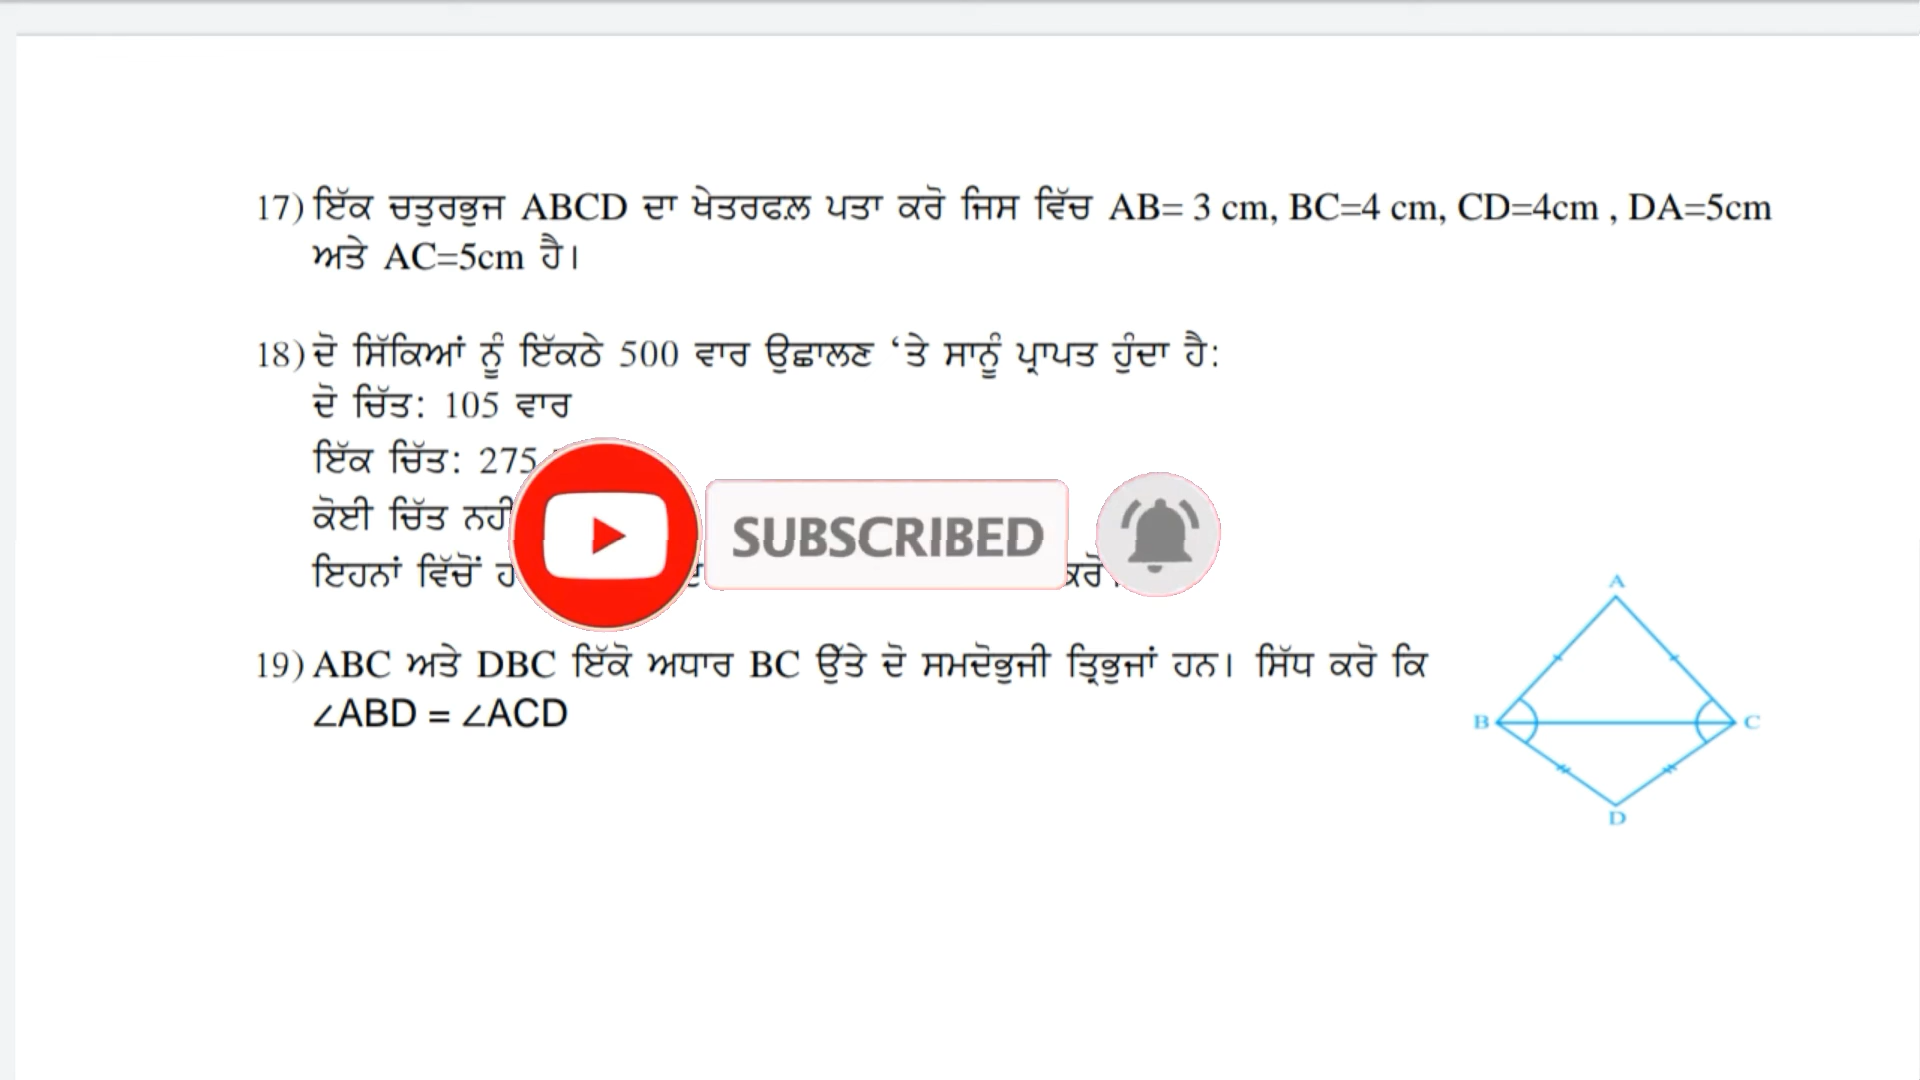 17) ਇੱਕ ਚਤੁਰਭੁਜ ABCD ਦਾ ਖੇਤਰਫਲ਼ ਪਤਾ ਕਰੋ ਜਿਸ ਵਿੱਚ AB= 3 cm, BC=4 cm, CD=4cm , DA=5cm
ਅਤੇ AC=5cm ਹੈ।
18) ਦੋ ਸਿੱਕਿਆਂ ਨੂੰ ਇੱਕਠੇ 500 ਵਾਰ ਉਛਾਲਣ ‘ਤੇ ਸਾਨੂੰ ਪ੍ਰਾਪਤ ਹੁੰਦਾ ਹੈ:
ਦੋ ਚਿੱਤ: 105 ਵਾਰ
ਇੱਕ ਚਿੱਤ: 275
ਕੋਈ ਚਿੱਤ
SUBSCRIBED
ਇਹਨਾਂ ਵਿੱਚੋਂ
19) ABC ਅਤੇ DBC ਇੱਕੋ ਅਧਾਰ BC ਉੱਤੇ ਦੋ ਸਮਦੋਭੁਜੀ ਤ੍ਰਿਭੁਜਾਂ ਹਨ। ਸਿੱਧ ਕਰੋ ਕਿ
∠ABD = ∠ACD
A
B
C
D